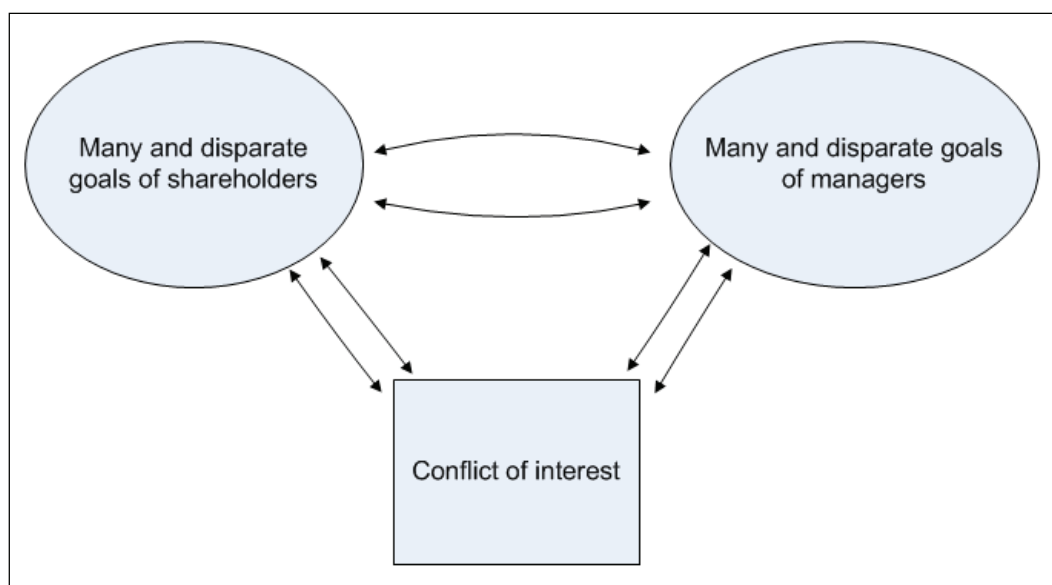 Many and disparate
goals of shareholders
Many and disparate goals
of managers
Conflict of interest